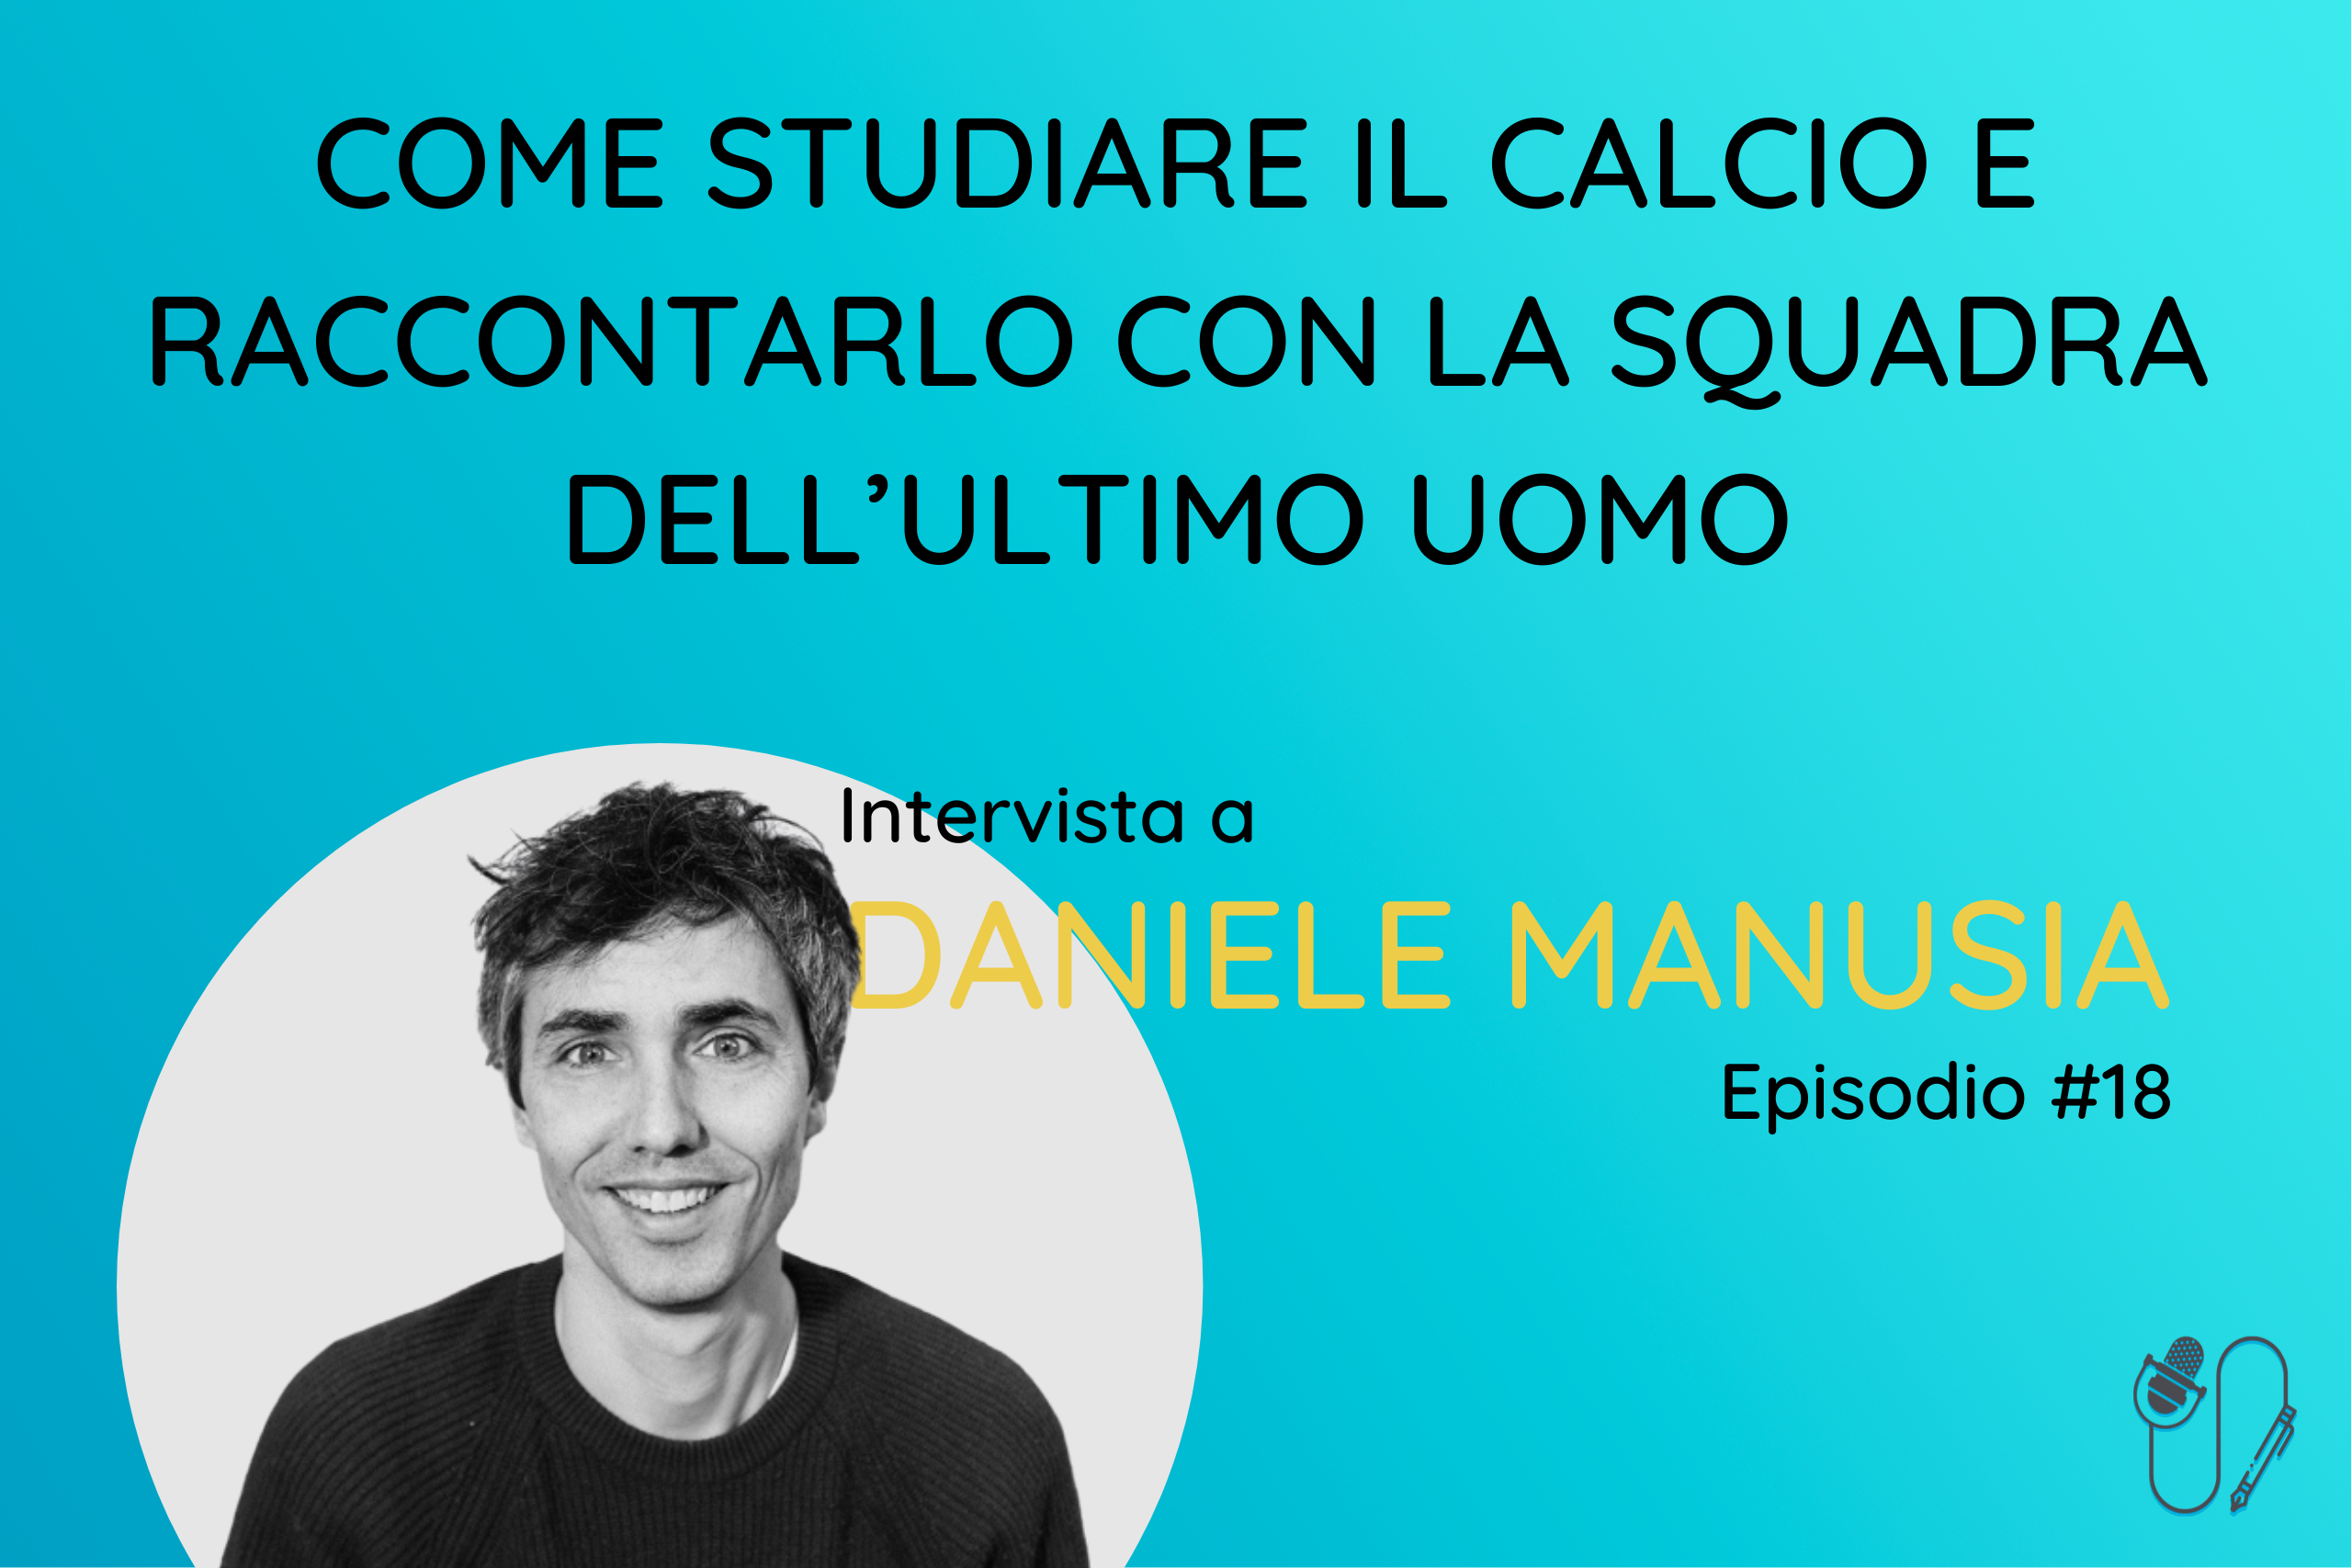 COME STUDIARE IL CALCIO E
RACCONTARLO CON LA SQUADRA
DELL’ULTIMO UOMO
Intervista a
DANIELE MANUSIA
Episodio #18